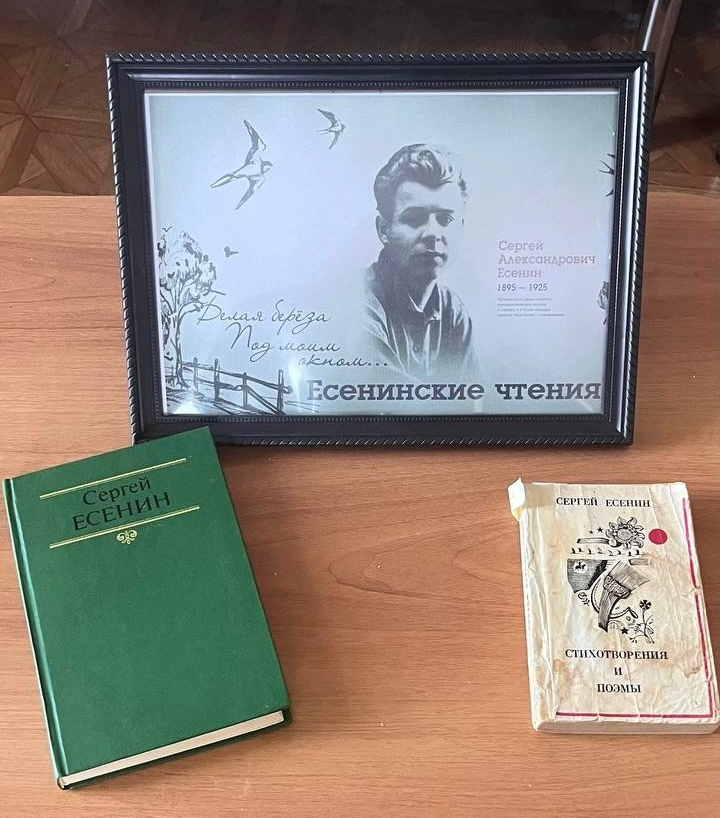 Сергей
Александрович
Есенин
1895 — 1925
Белая берёза
Под моим
окном...
Есенинские чтения
Сергей
ЕСЕНИН
СЕРГЕЙ ЕСЕНИН
СТИХОТВОРЕНИЯ
И
ПОЭМЫ